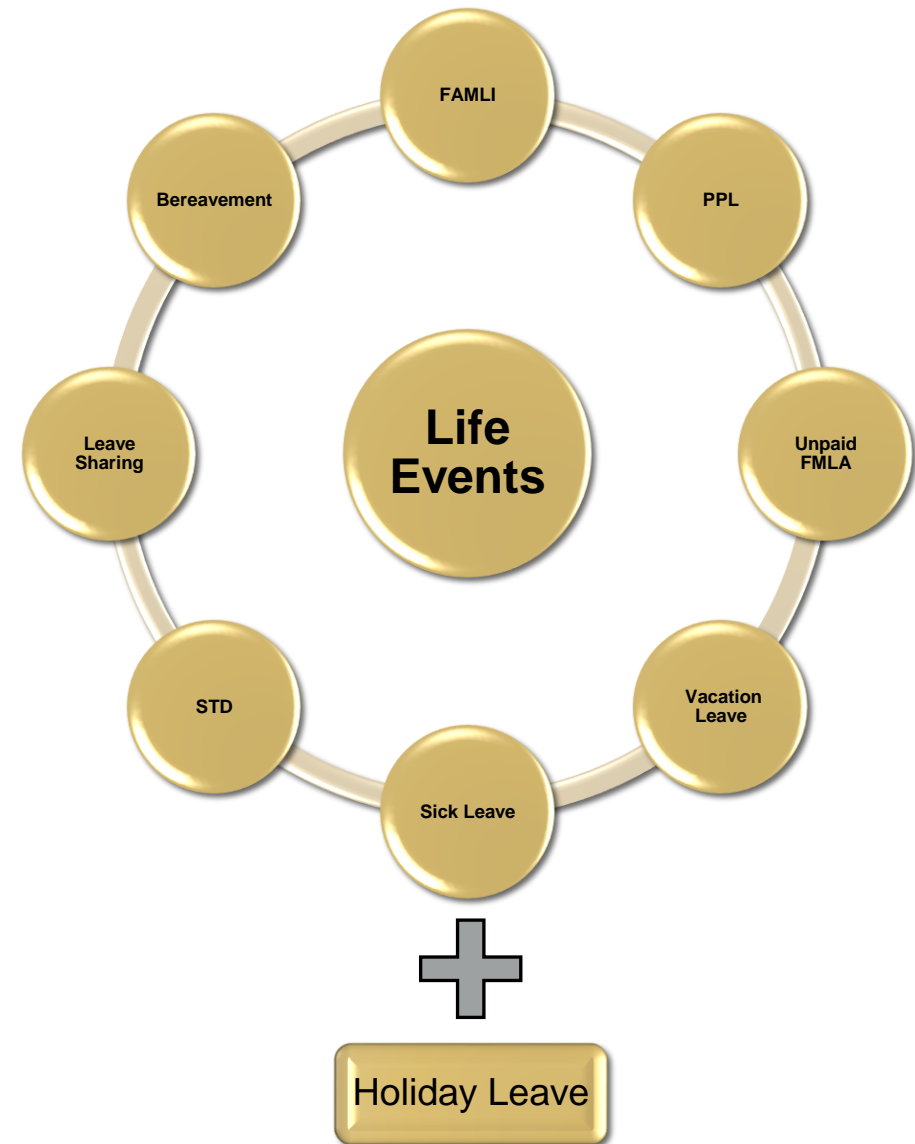 FAMLI
Bereavement
PPL
Life
Events
Leave
Sharing
Unpaid
FMLA
STD
Vacation
Leave
Sick Leave
Holiday Leave